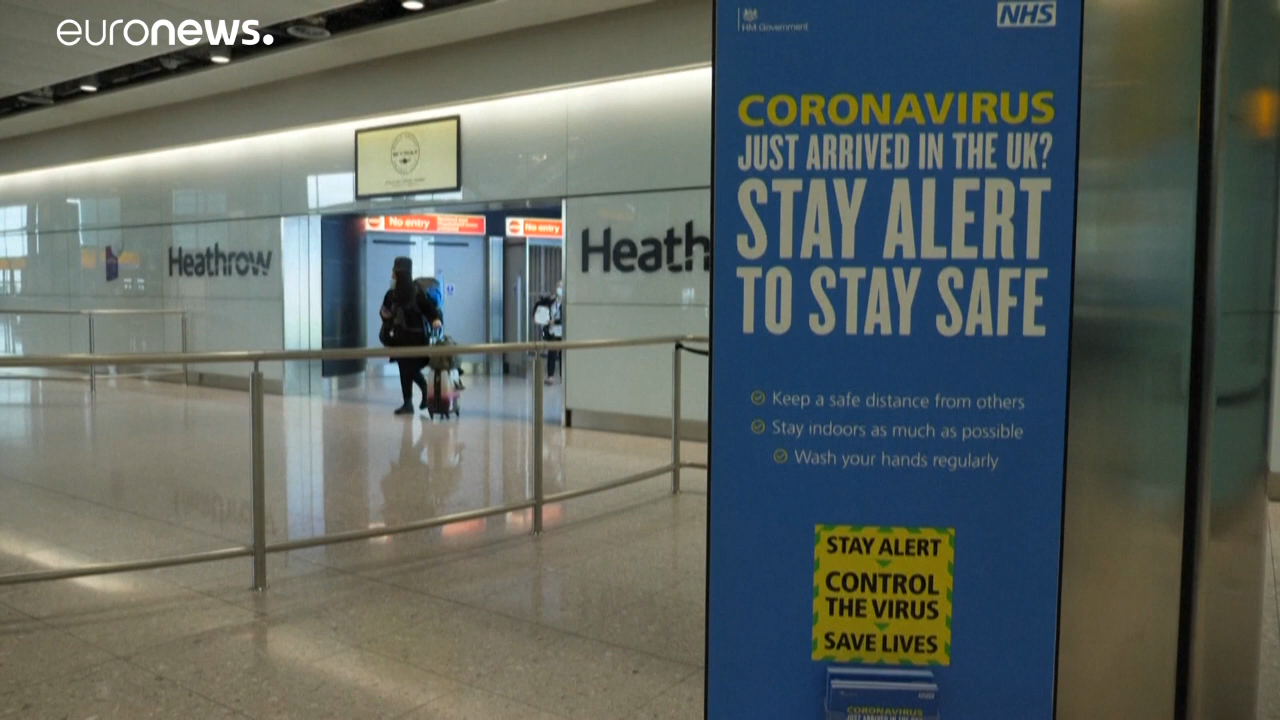 euronews.
HM Government
NHS
CORONAVIRUS
JUST ARRIVED IN THE UK?
STAY ALERT
TO STAY SAFE
Keep a safe distance from others
Stay indoors as much as possible
Wash your hands regularly
STAY ALERT
CONTROL
THE VIRUS
SAVE LIVES
CORONAVIRUS
No entry
No entry
Heathrow
Heath